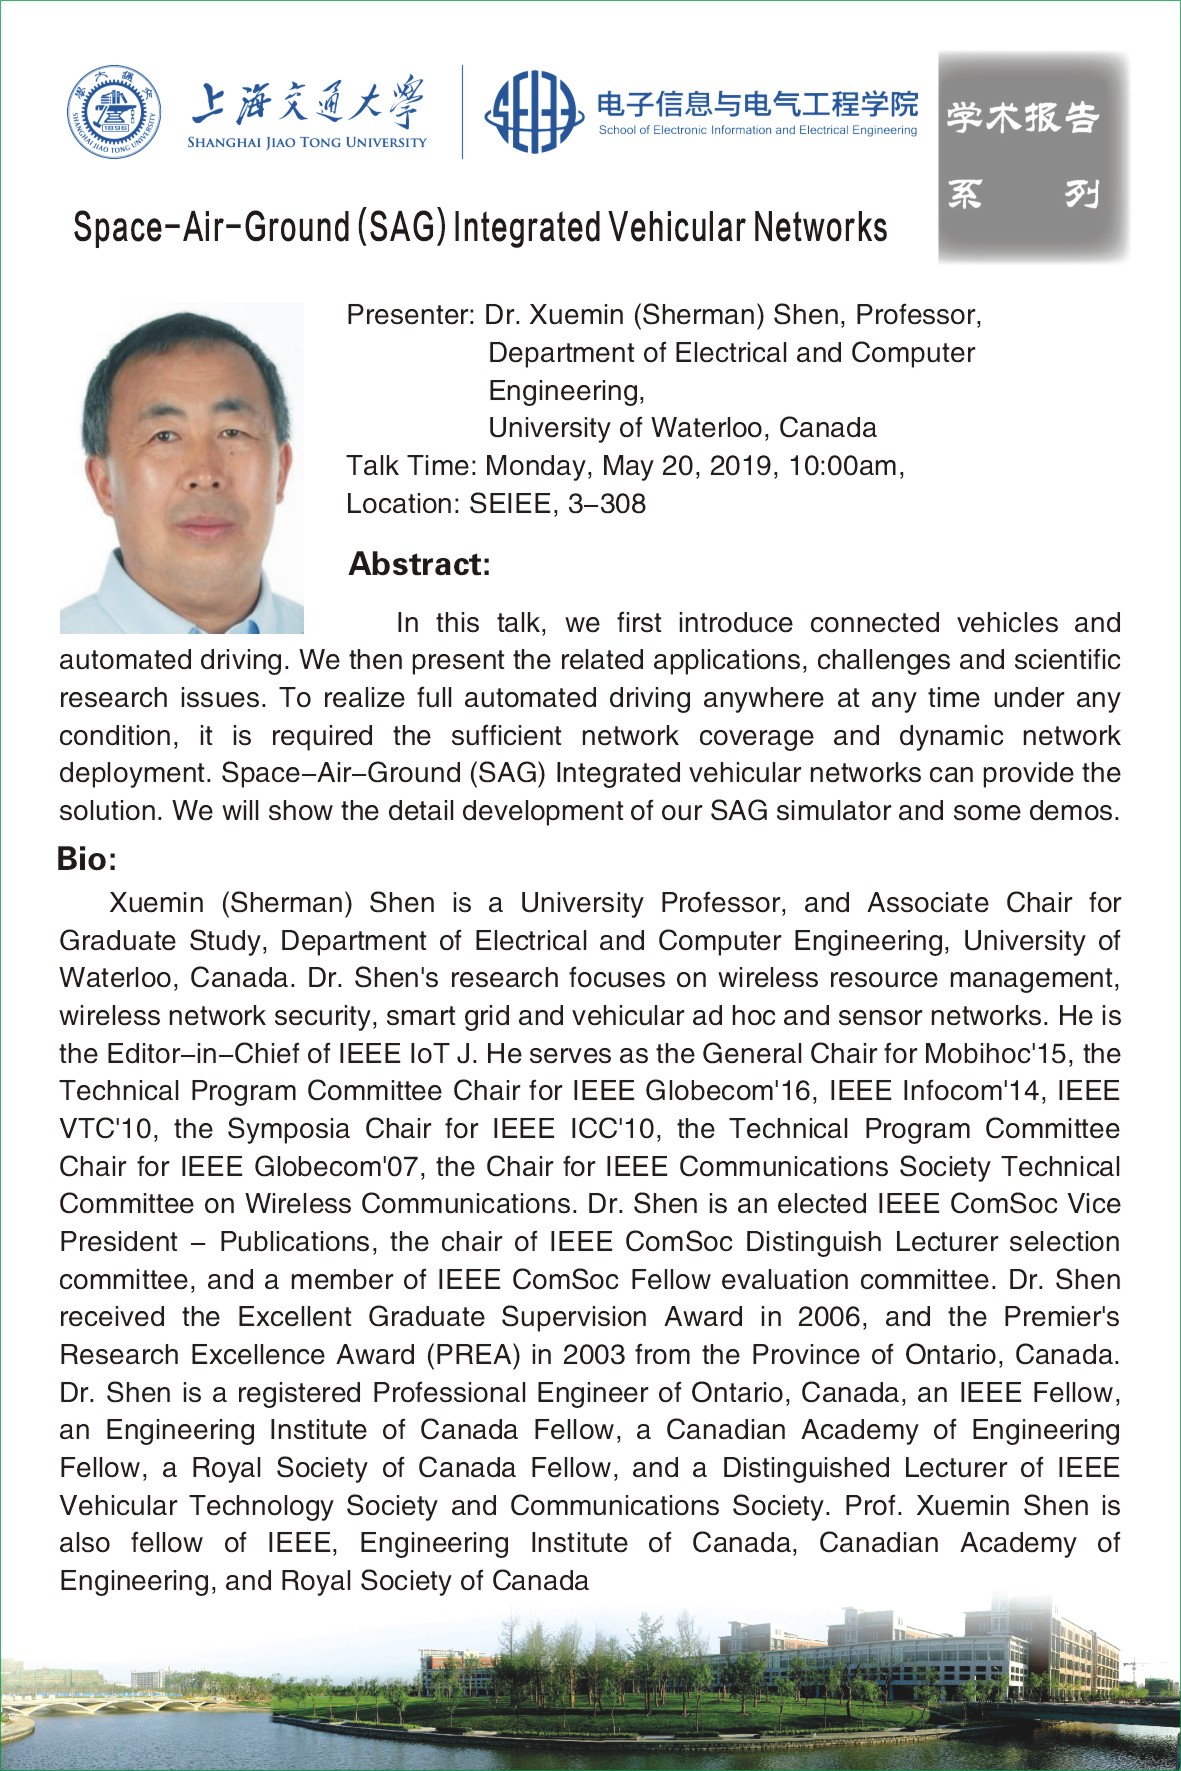 上海交通大学
SHANGHAI JIAO TONG UNIVERSITY
1896
SHANGHAI JIAO TONG UNIVERSITY
SEIEE
电子信息与电气工程学院
School of Electronic Information and Electrical Engineering
学术报告
系 列
Space-Air-Ground (SAG) Integrated Vehicular Networks
Presenter: Dr. Xuemin (Sherman) Shen, Professor,
Department of Electrical and Computer
Engineering,
University of Waterloo, Canada
Talk Time: Monday, May 20, 2019, 10:00am,
Location: SEIEE, 3-308
Abstract:
In this talk, we first introduce connected vehicles and
automated driving. We then present the related applications, challenges and scientific
research issues. To realize full automated driving anywhere at any time under any
condition, it is required the sufficient network coverage and dynamic network
deployment. Space-Air-Ground (SAG) Integrated vehicular networks can provide the
solution. We will show the detail development of our SAG simulator and some demos.
Bio:
Xuemin (Sherman) Shen is a University Professor, and Associate Chair for
Graduate Study, Department of Electrical and Computer Engineering, University of
Waterloo, Canada. Dr. Shen's research focuses on wireless resource management,
wireless network security, smart grid and vehicular ad hoc and sensor networks. He is
the Editor-in-Chief of IEEE IoT J. He serves as the General Chair for Mobihoc'15, the
Technical Program Committee Chair for IEEE Globecom'16, IEEE Infocom'14, IEEE
VTC'10, the Symposia Chair for IEEE ICC'10, the Technical Program Committee
Chair for IEEE Globecom'07, the Chair for IEEE Communications Society Technical
Committee on Wireless Communications. Dr. Shen is an elected IEEE ComSoc Vice
President - Publications, the chair of IEEE ComSoc Distinguish Lecturer selection
committee, and a member of IEEE ComSoc Fellow evaluation committee. Dr. Shen
received the Excellent Graduate Supervision Award in 2006, and the Premier's
Research Excellence Award (PREA) in 2003 from the Province of Ontario, Canada.
Dr. Shen is a registered Professional Engineer of Ontario, Canada, an IEEE Fellow,
an Engineering Institute of Canada Fellow, a Canadian Academy of Engineering
Fellow, a Royal Society of Canada Fellow, and a Distinguished Lecturer of IEEE
Vehicular Technology Society and Communications Society. Prof. Xuemin Shen is
also fellow of IEEE, Engineering Institute of Canada, Canadian Academy of
Engineering, and Royal Society of Canada